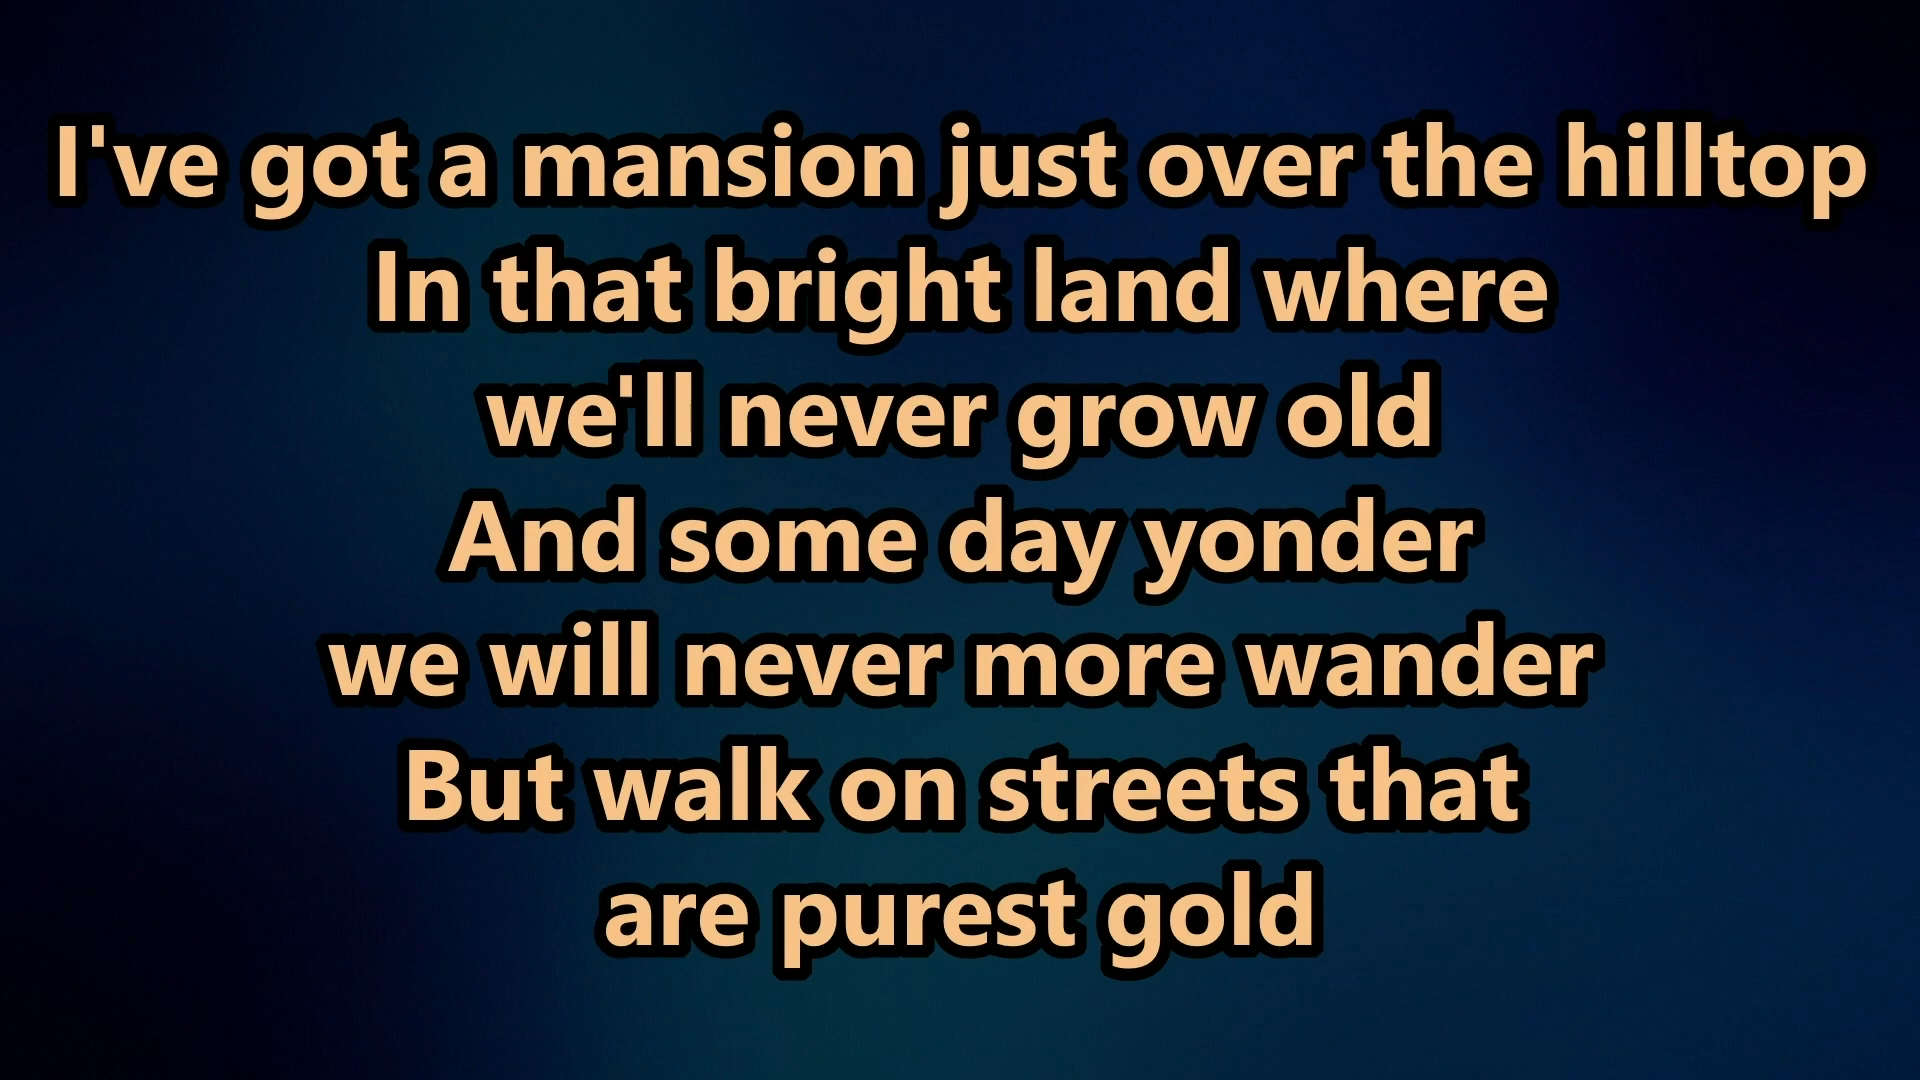 I've got a mansion just over the hilltop
In that bright land where
we'll never grow old
And some day yonder
we will never more wander
But walk on streets that
are purest gold